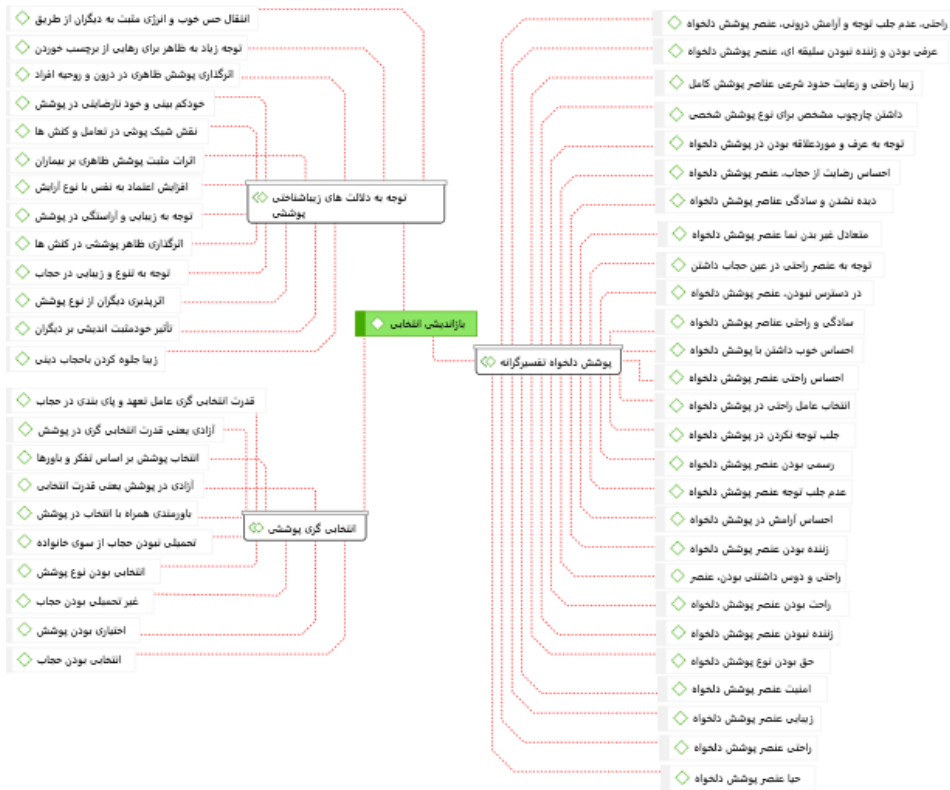 راحتی، عدم جلب توجه و آرامش درونی، عنصر پوشش دلخواه
عرفی بودن و زننده نبودن سلیقه ای، عنصر پوشش دلخواه
زیبا راحتی و رعایت حدود شرعی عناصر پوشش کامل
داشتن چارچوب مشخص برای نوع پوشش شخصی
توجه به عرف و موردعلاقه بودن در پوشش دلخواه
احساس رضایت از حجاب، عنصر پوشش دلخواه
دیده نشدن و سادگی عناصر پوشش دلخواه
متعادل غیر بدن نما عنصر پوشش دلخواه
توجه به عنصر راحتی در عین حجاب داشتن
در دسترس نبودن، عنصر پوشش دلخواه
سادگی و راحتی عناصر پوشش دلخواه
احساس خوب داشتن با پوشش دلخواه
احساس راحتی عنصر پوشش دلخواه
انتخاب عامل راحتی در پوشش دلخواه
جلب توجه نکردن در پوشش دلخواه
رسمی بودن عنصر پوشش دلخواه
عدم جلب توجه عنصر پوشش دلخواه
احساس آرامش در پوشش دلخواه
زننده بودن عنصر پوشش دلخواه
راحتی و دوس داشتنی بودن، عنصر
راحت بودن عنصر پوشش دلخواه
زننده نبودن عنصر پوشش دلخواه
حق بودن نوع پوشش دلخواه
امنیت عنصر پوشش دلخواه
زیبایی عنصر پوشش دلخواه
راحتی عنصر پوشش دلخواه
حیا عنصر پوشش دلخواه
پوشش دلخواه تفسیرگرانه
بازاندیشی انتخابی
توجه به دلالت های زیباشناختی
پوششی
انتقال حس خوب و انرژی مثبت به دیگران از طریق
توجه زیاد به ظاهر برای رهایی از برچسب خوردن
اثرگذاری پوشش ظاهری در درون و روحیه افراد
خودکم بینی و خود نارضایتی در پوشش
نقش شیک پوشی در تعامل و کنش ها
اثرات مثبت پوشش ظاهری بر بیماران
افزایش اعتماد به نفس با نوع آرایش
توجه به زیبایی و آراستگی در پوشش
اثرگذاری ظاهر پوششی در کنش ها
توجه به تنوع و زیبایی در حجاب
اثرپذیری دیگران از نوع پوشش
تأثیر خودمثبت اندیشی بر دیگران
زیبا جلوه کردن باحجاب دینی
انتخابی گری پوششی
قدرت انتخابی گری عامل تعهد و پای بندی در حجاب
آزادی یعنی قدرت انتخابی گری در پوشش
انتخاب پوشش بر اساس تفکر و باورها
آزادی در پوشش یعنی قدرت انتخابی
باورمندی همراه با انتخاب در پوشش
تحمیلی نبودن حجاب از سوی خانواده
انتخابی بودن نوع پوشش
غیر تحمیلی بودن حجاب
اختیاری بودن پوشش
انتخابی بودن حجاب